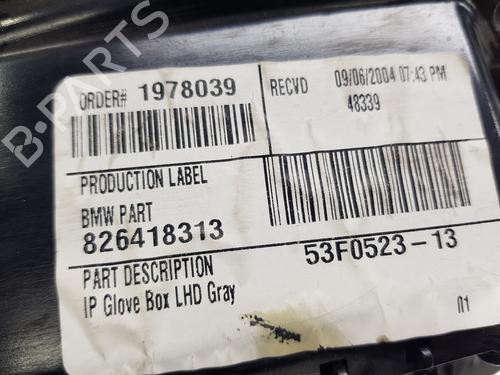 ORDER# 1978039
RECVD 09/06/2004 07:43 PM
48339
PRODUCTION LABEL
BMW PART
826418313
53F0523-13
PART DESCRIPTION
IP Glove Box LHD Gray
01
B-PARTS